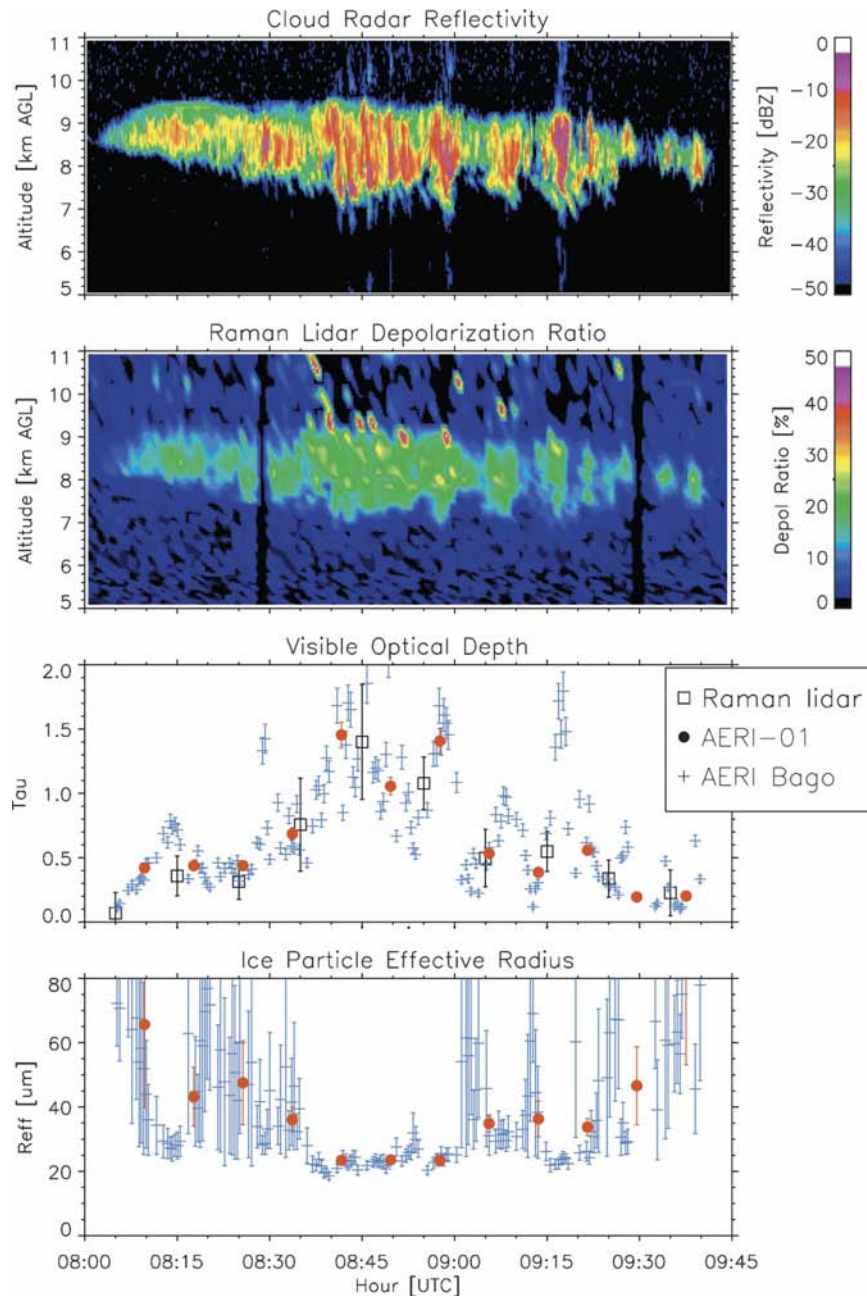 Cloud Radar Reflectivity
11
10
9
8
7
6
5
Altitude [km AGL]
0
−10
−20
−30
−40
−50
Reflectivity [dBZ]
Raman Lidar Depolarization Ratio
11
10
9
8
7
6
5
Altitude [km AGL]
50
40
30
20
10
0
Depol Ratio [%]
Visible Optical Depth
2.0
1.5
1.0
0.5
0.0
Tau
Raman lidar
AERI−01
AERI Bago
Ice Particle Effective Radius
80
60
40
20
0
Reff [um]
08:00 08:15 08:30 08:45 09:00 09:15 09:30 09:45
Hour [UTC]